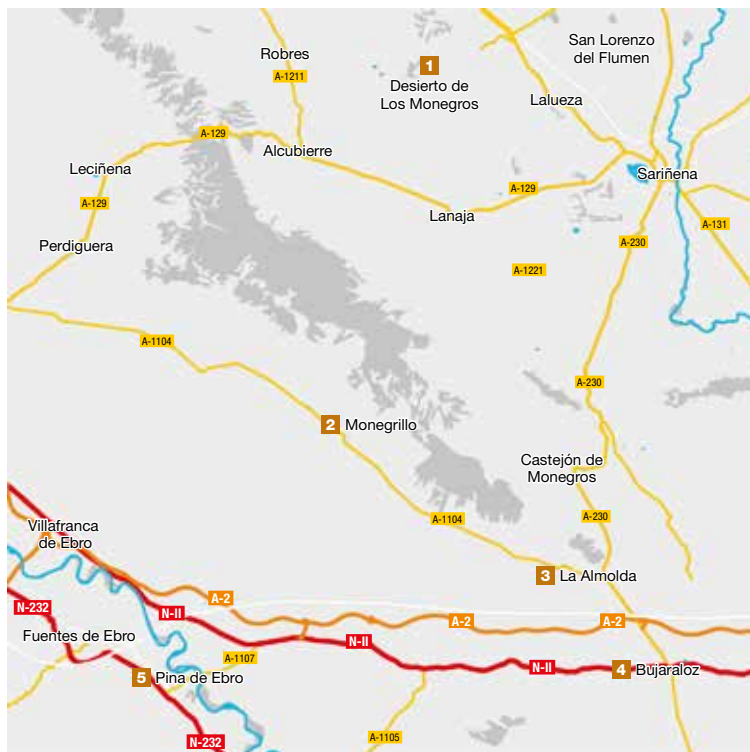 San Lorenzo
del Flumen
Robres
1
Desierto de
Los Monegros
A-1211
Lalueza
A-129
Alcubierre
Leciñena
Sariñena
A-129
A-129
Lanaja
A-131
Perdiguera
A-230
A-1221
A-1104
A-230
2 Monegrillo
Castejón de
Monegros
A-1104
A-230
Villafranca
de Ebro
3 La Almolda
A-2
N-232
N-II
A-2
A-2
Fuentes de Ebro
N-II
A-1107
N-II
4 Bujaraloz
5 Pina de Ebro
N-232
A-1105